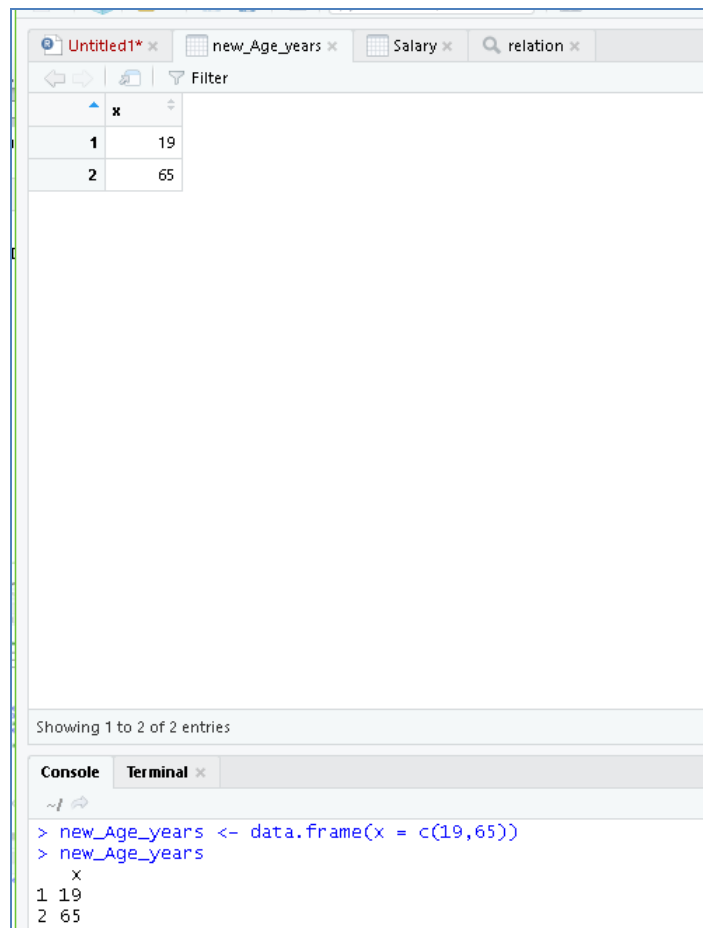 Untitled1* × new_Age_years × Salary × relation ×
Filter
x
1 19
2 65
Showing 1 to 2 of 2 entries
Console Terminal ×
~/
> new_Age_years <- data.frame(x = c(19,65))
> new_Age_years
x
1 19
2 65